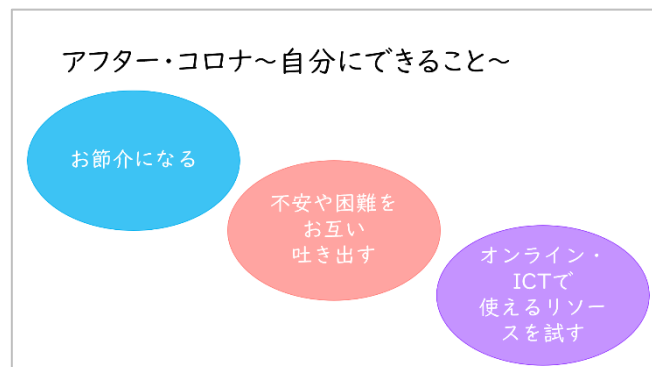 アフター・コロナ～自分にできること～
お節介になる
不安や困難を
お互い
吐き出す
オンライン・
ICTで
使えるリソー
スを試す